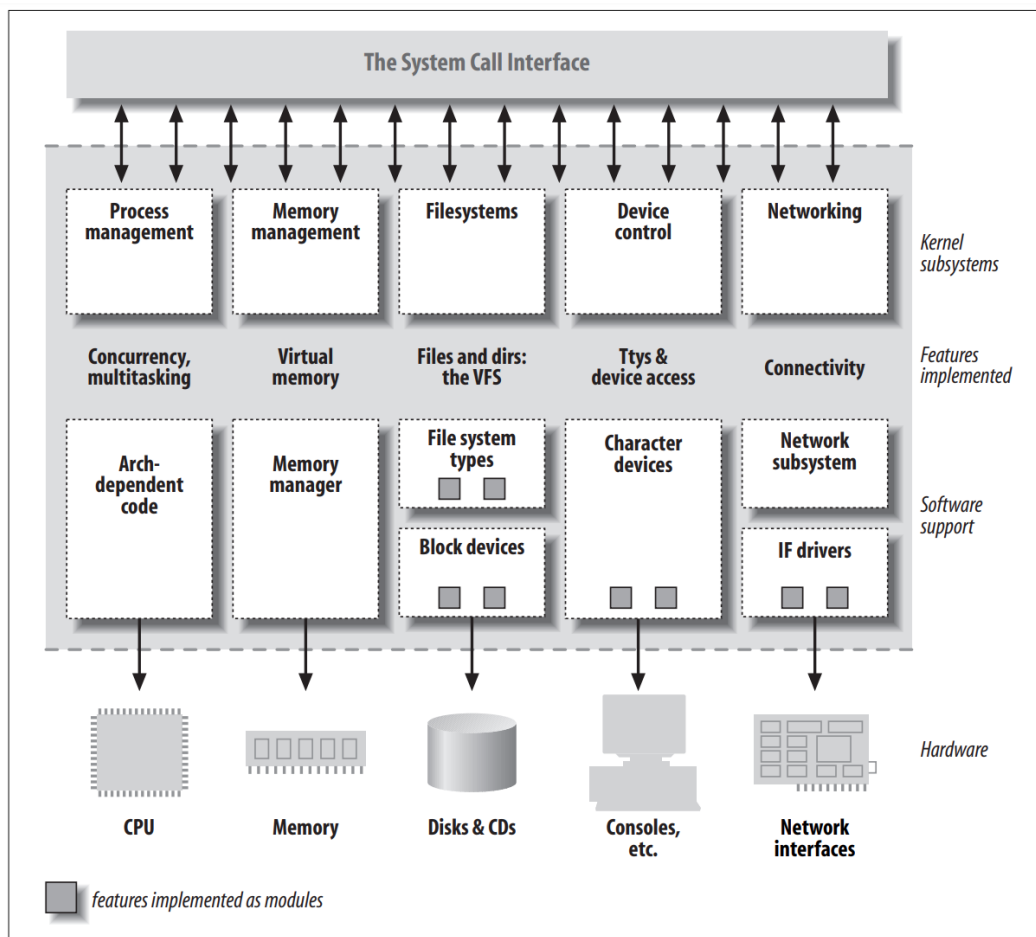 The System Call Interface
Process
management
Memory
management
Filesystems
Device
control
Networking
Kernel
subsystems
Concurrency,
multitasking
Virtual
memory
Files and dirs:
the VFS
Ttys &
device access
Connectivity
Features
implemented
Arch-
dependent
code
Memory
manager
File system
types
Block devices
Character
devices
Network
subsystem
IF drivers
Software
support
Hardware
CPU
Memory
Disks & CDs
Consoles,
etc.
Network
interfaces
features implemented as modules